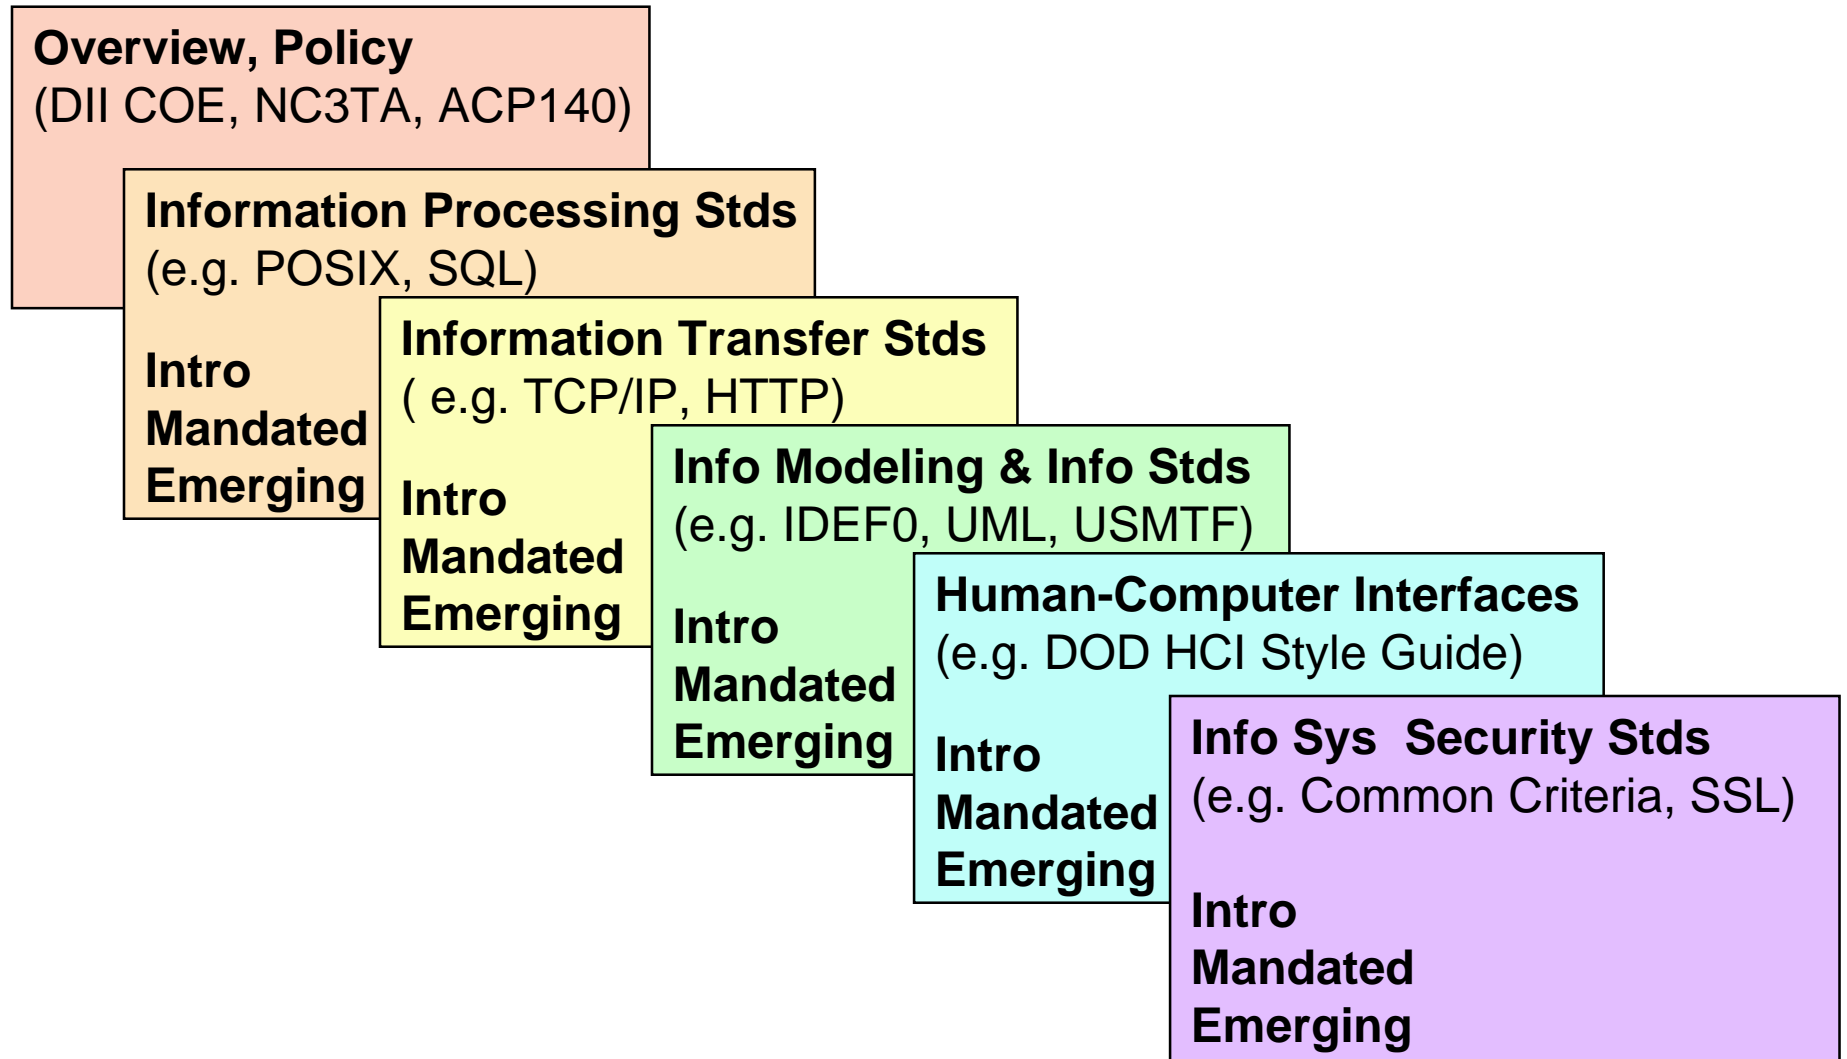 Overview, Policy
(DII COE, NC3TA, ACP140)
Information Processing Stds
(e.g. POSIX, SQL)
Intro
Mandated
Emerging
Information Transfer Stds
( e.g. TCP/IP, HTTP)
Intro
Mandated
Emerging
Info Modeling & Info Stds
(e.g. IDEF0, UML, USMTF)
Intro
Mandated
Emerging
Human-Computer Interfaces
(e.g. DOD HCI Style Guide)
Intro
Mandated
Emerging
Info Sys  Security Stds
(e.g. Common Criteria, SSL)
Intro
Mandated
Emerging